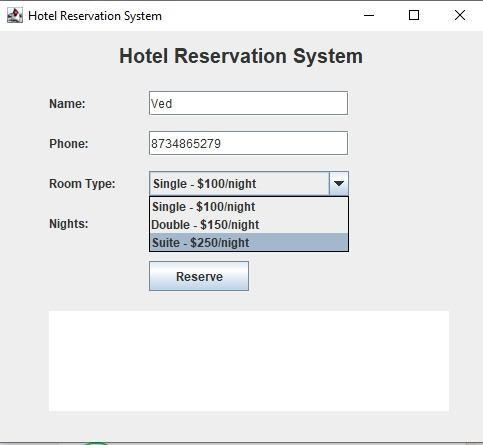 Hotel Reservation System
Hotel Reservation System
Name: Ved
Phone: 8734865279
Room Type: Single - $100/night
Single - $100/night
Nights: Double - $150/night
Suite - $250/night
Reserve